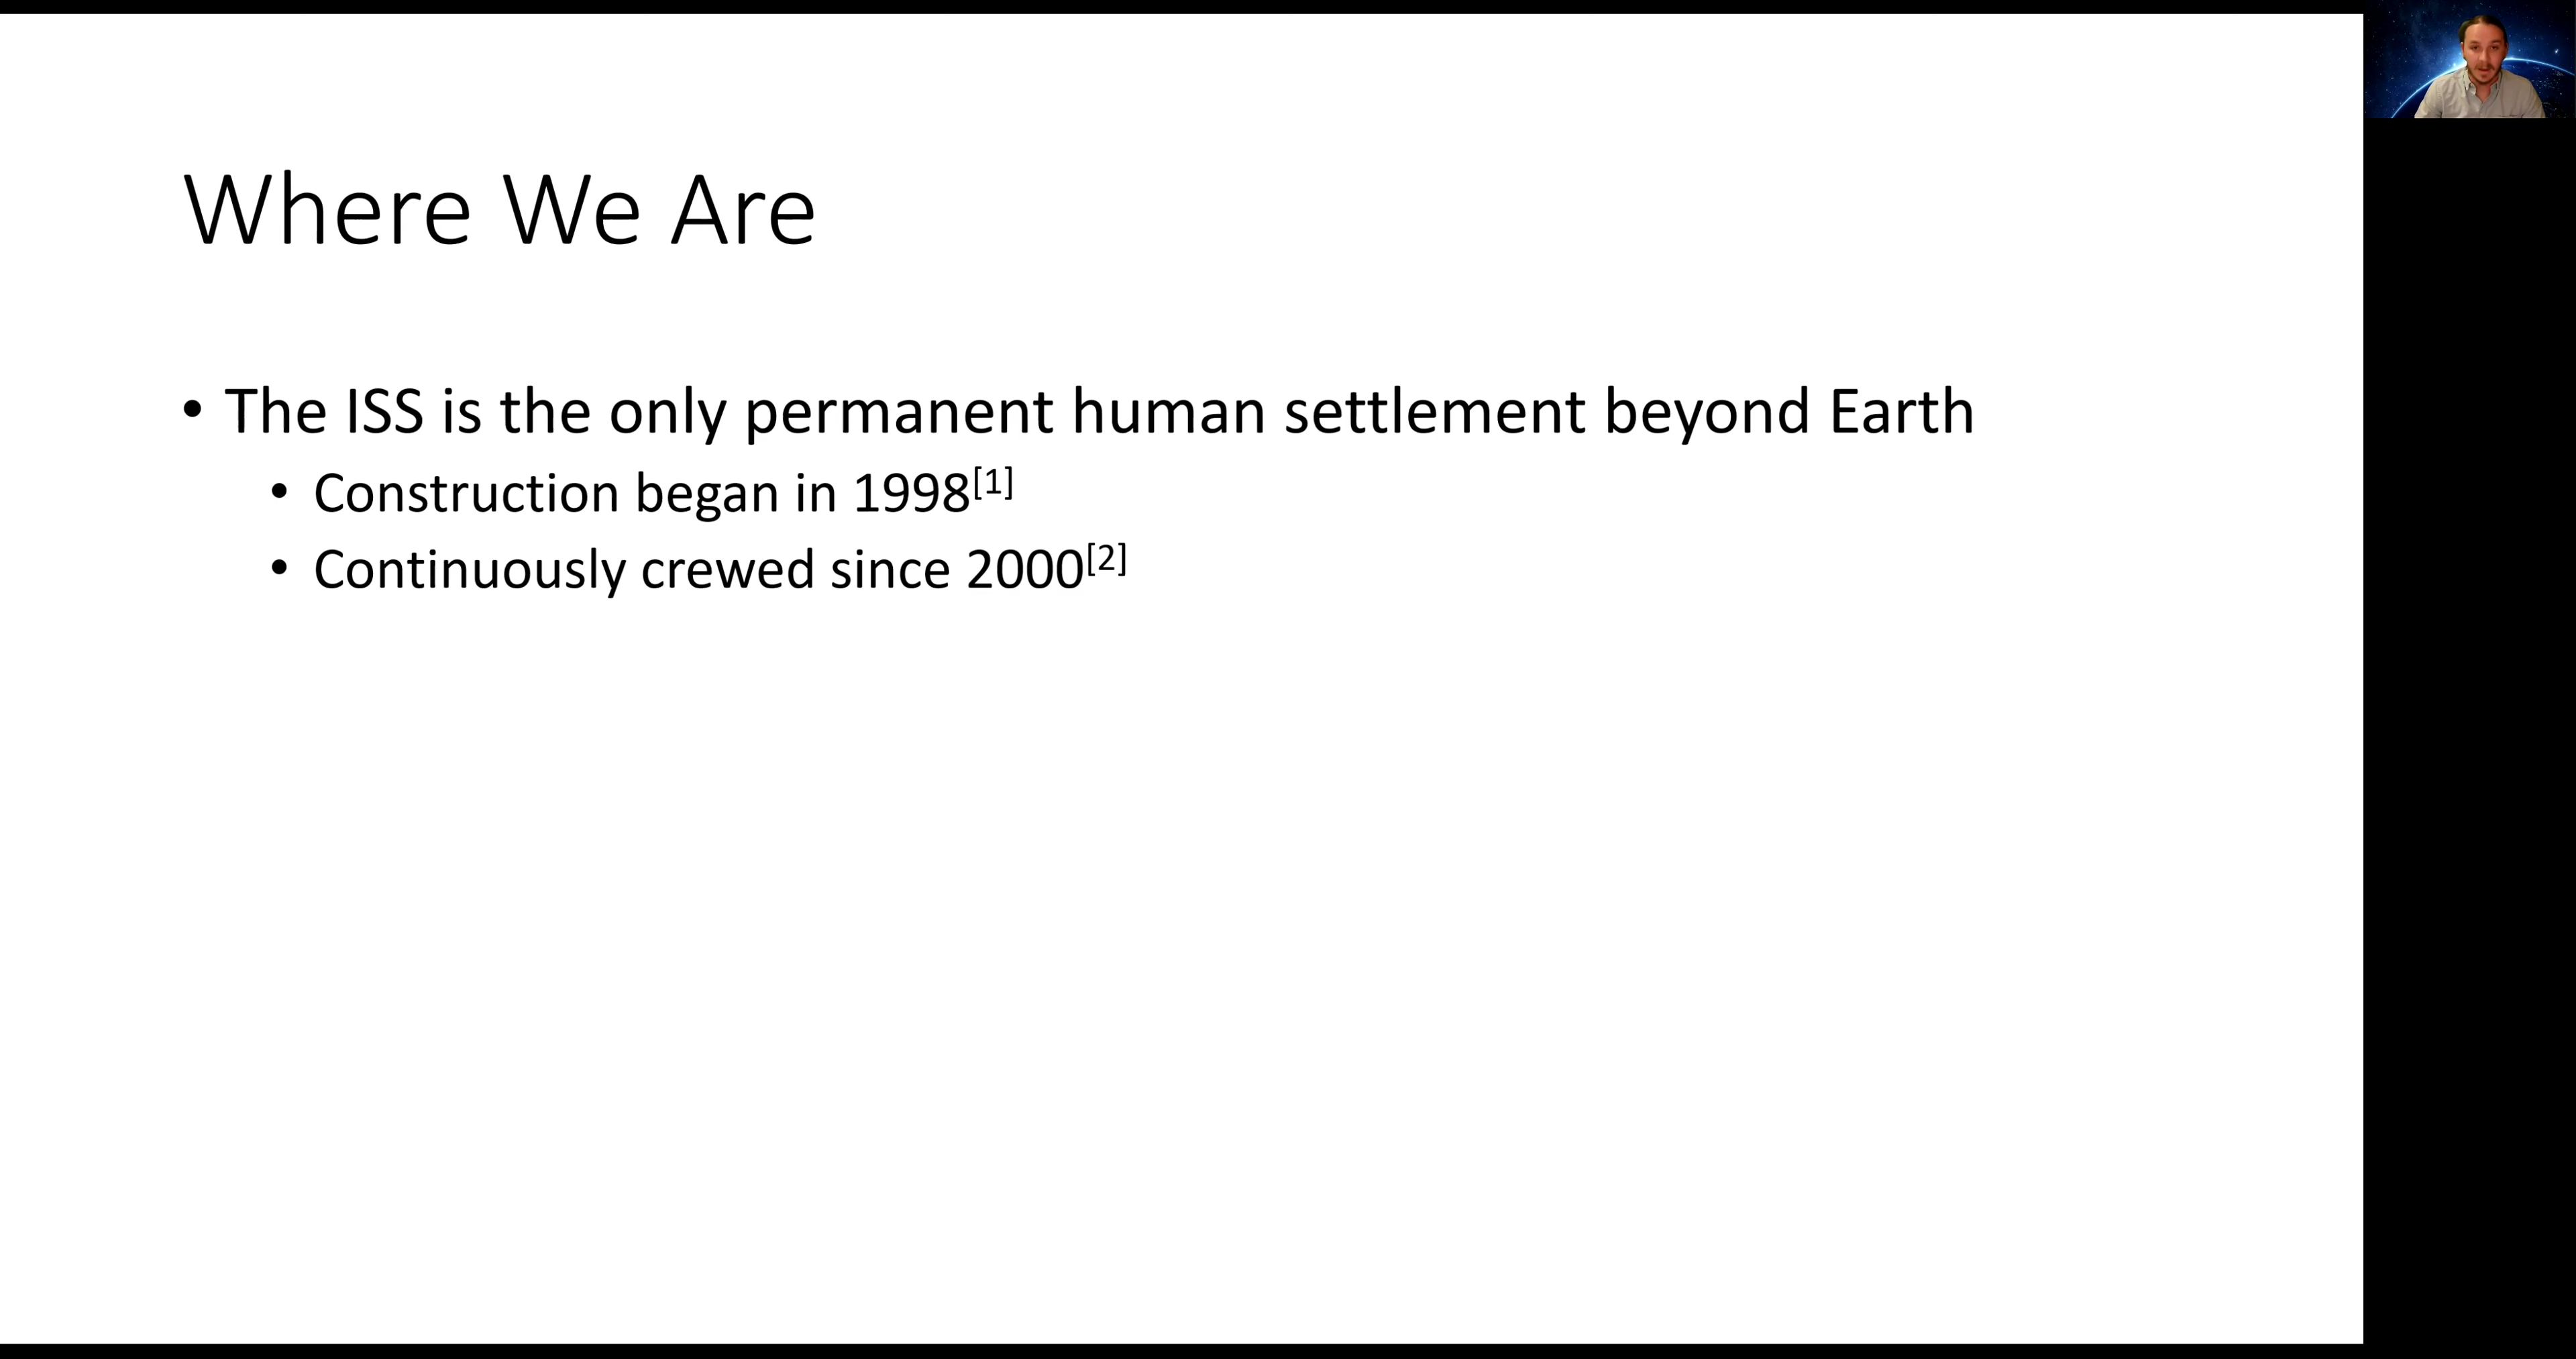 Where We Are
• The ISS is the only permanent human settlement beyond Earth
• Construction began in 1998[1]
• Continuously crewed since 2000[2]